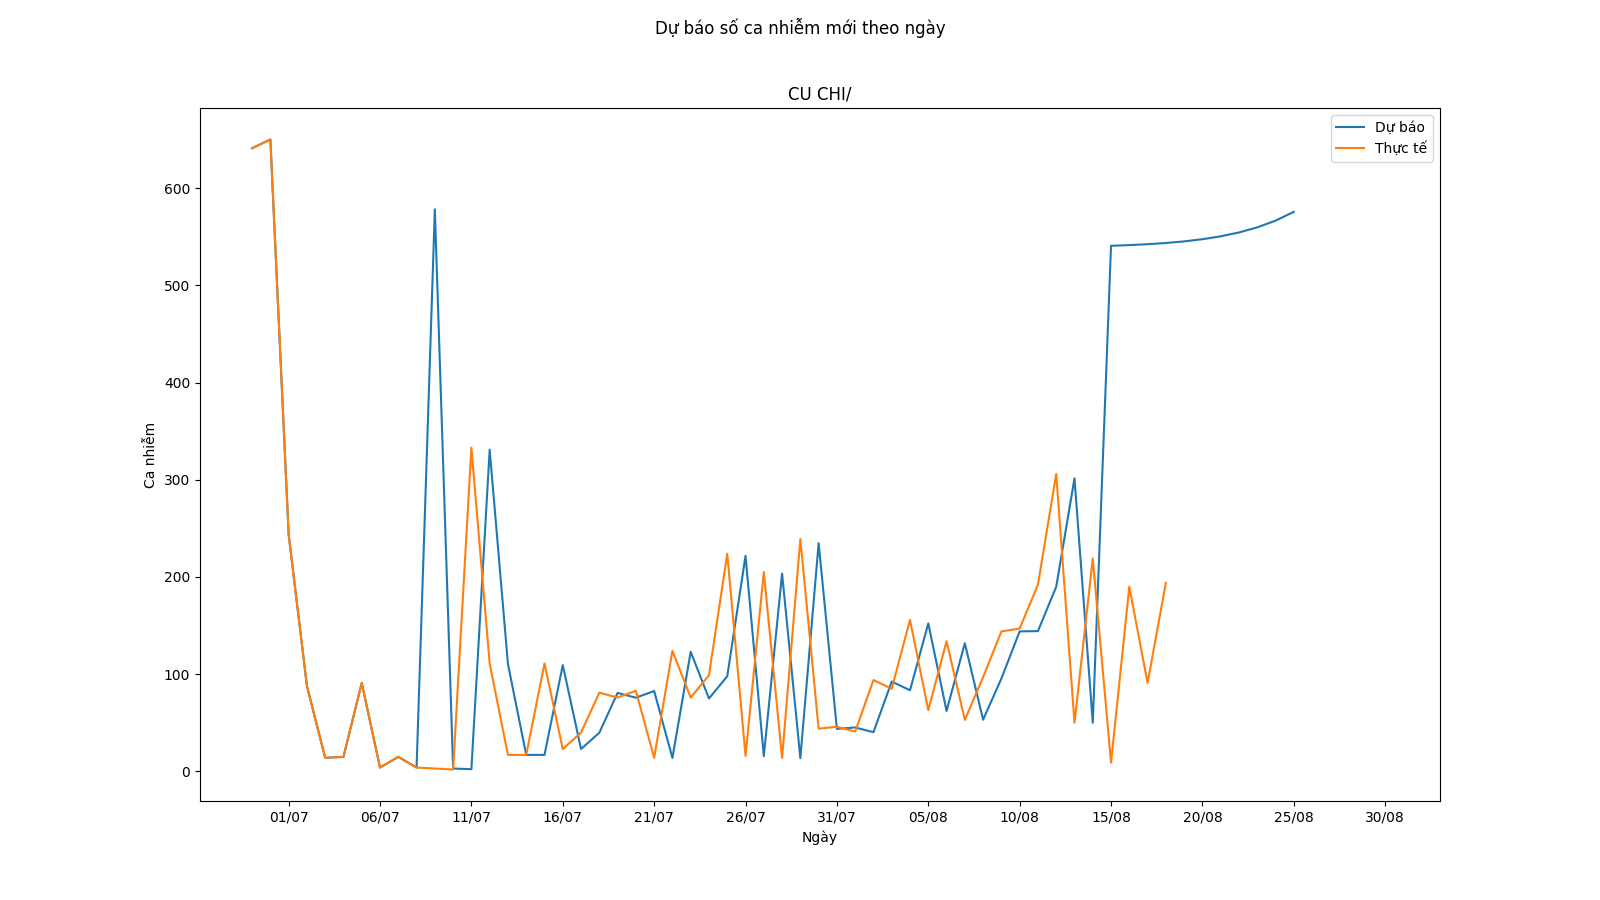 Dự báo số ca nhiễm mới theo ngày
CU CHI/
Dự báo
Thực tế
600
500
400
300
200
100
0
Ca nhiễm
01/07 06/07 11/07 16/07 21/07 26/07 31/07 05/08 10/08 15/08 20/08 25/08 30/08
Ngày